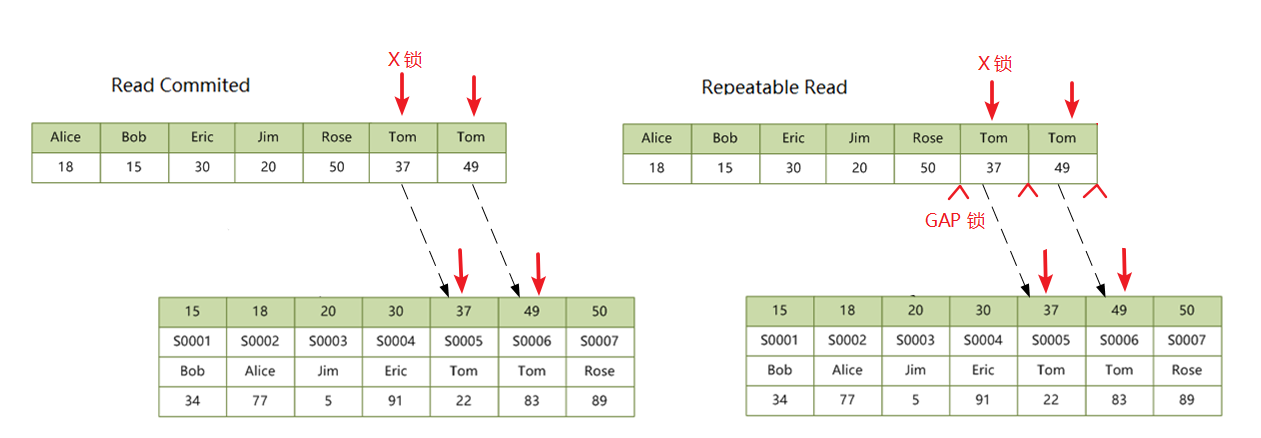 Read Commited
X 锁
Alice Bob Eric Jim Rose Tom Tom
18 15 30 20 50 37 49
15 18 20 30 37 49 50
S0001 S0002 S0003 S0004 S0005 S0006 S0007
Bob Alice Jim Eric Tom Tom Rose
34 77 5 91 22 83 89
Repeatable Read
X 锁
Alice Bob Eric Jim Rose Tom Tom
18 15 30 20 50 37 49
GAP 锁
15 18 20 30 37 49 50
S0001 S0002 S0003 S0004 S0005 S0006 S0007
Bob Alice Jim Eric Tom Tom Rose
34 77 5 91 22 83 89